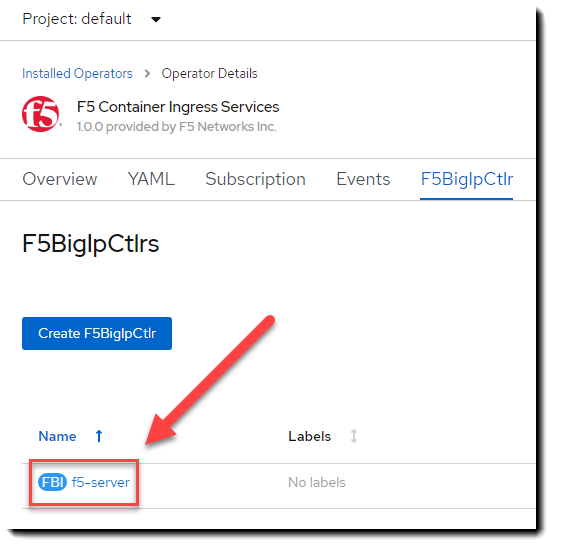 Project: default
Installed Operators > Operator Details
f5
F5 Container Ingress Services
1.0.0 provided by F5 Networks Inc.
Overview YAML Subscription Events F5BigIpCtlr
F5BigIpCtlrs
Create F5BigIpCtlr
Name ↑ Labels ↕
FBI f5-server No labels